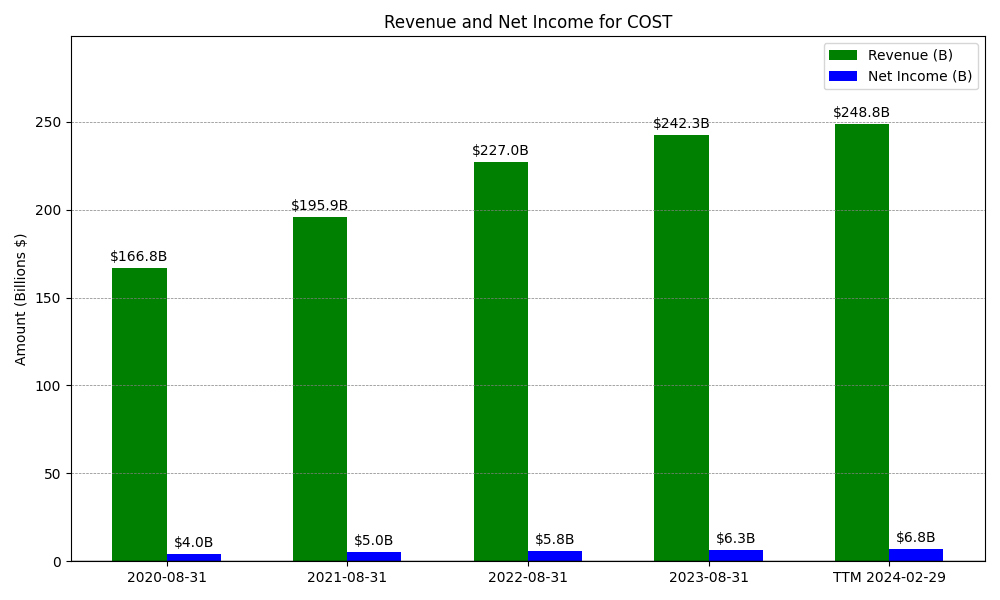 Revenue and Net Income for COST
Revenue (B)
Net Income (B)
Amount (Billions $)
250
200
150
100
50
0
$166.8B
$195.9B
$227.0B
$242.3B
$248.8B
$4.0B
$5.0B
$5.8B
$6.3B
$6.8B
2020-08-31
2021-08-31
2022-08-31
2023-08-31
TTM 2024-02-29